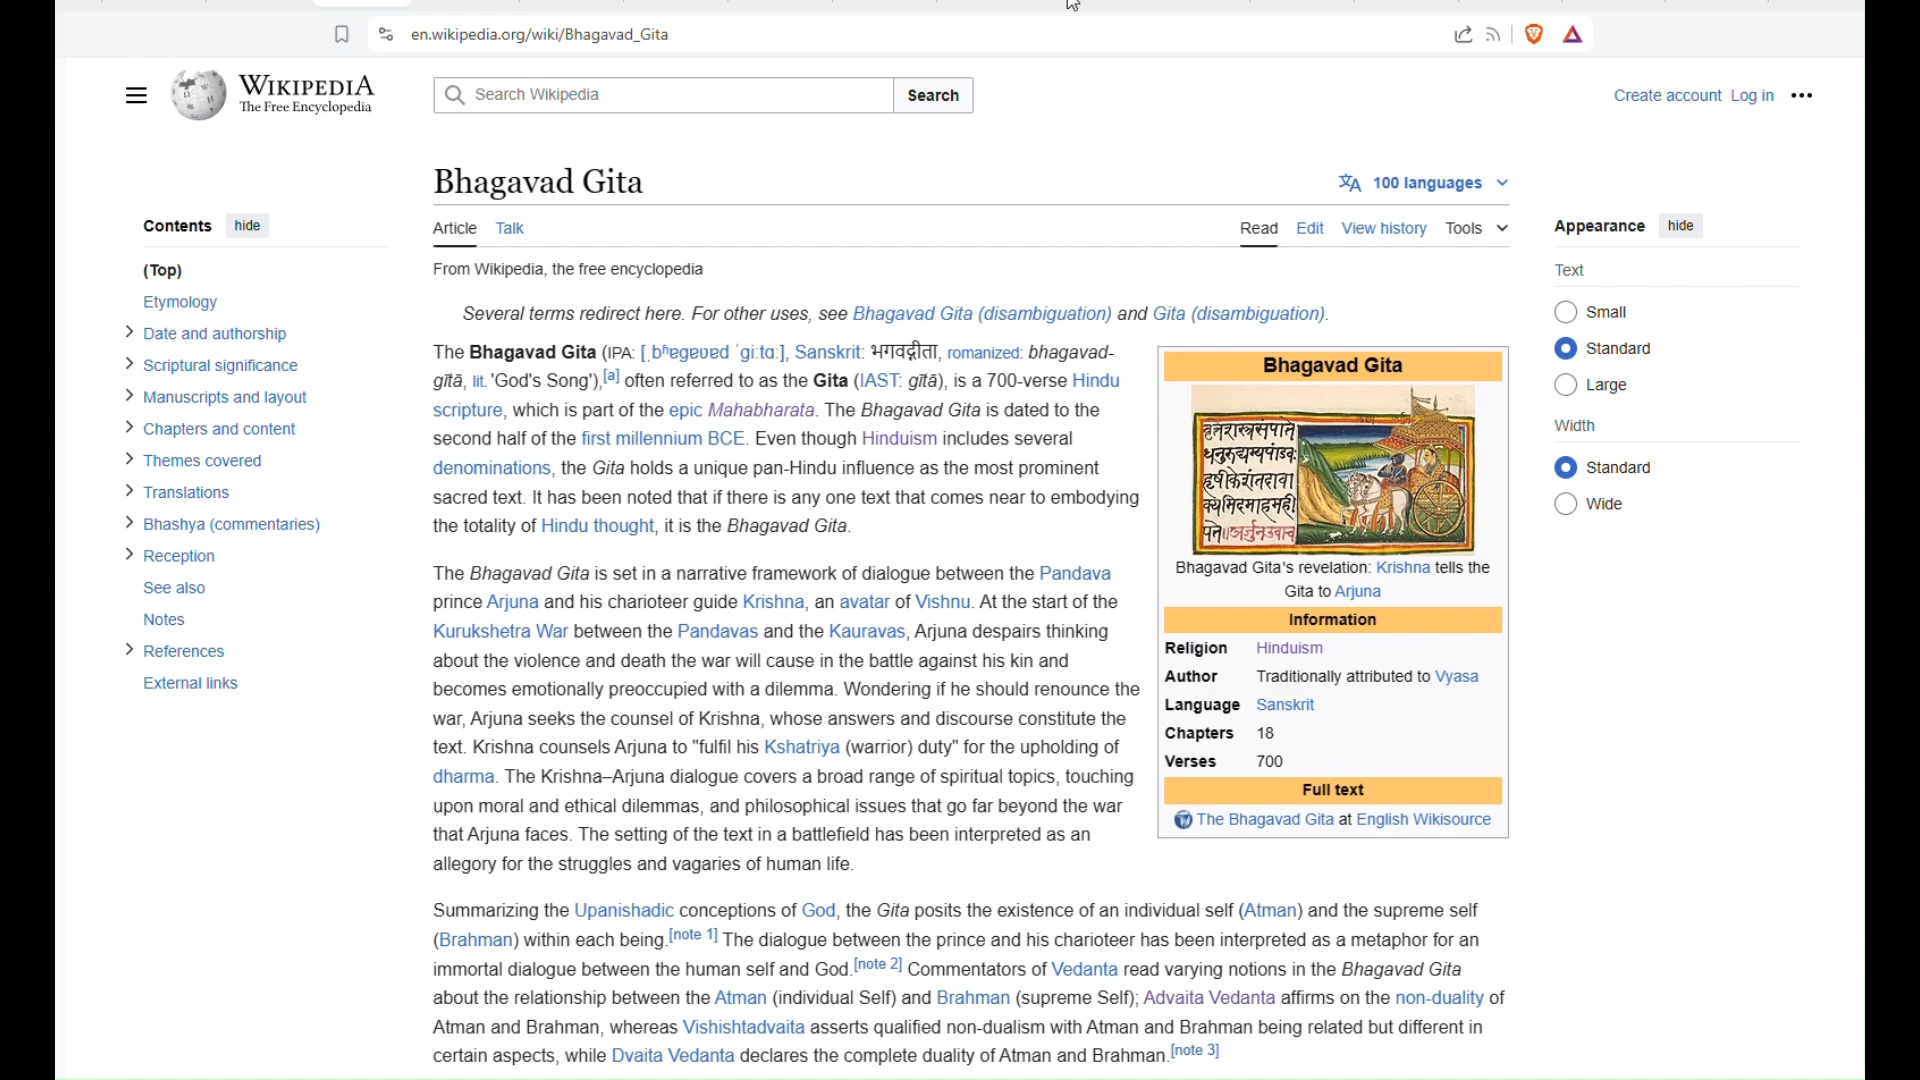 en.wikipedia.org/wiki/Bhagavad_Gita
WIKIPEDIA
The Free Encyclopedia
Search Wikipedia
Search
Create account Log in
Bhagavad Gita
100 languages
Contents hide
Article Talk
Read Edit View history Tools
Appearance hide
(Top)
Etymology
Date and authorship
Scriptural significance
Manuscripts and layout
Chapters and content
Themes covered
Translations
Bhashya (commentaries)
Reception
See also
Notes
References
External links
From Wikipedia, the free encyclopedia
Several terms redirect here. For other uses, see Bhagavad Gita (disambiguation) and Gita (disambiguation).
The Bhagavad Gita (IPA: [ˌbʱɐɡɐʋɐd ˈɡiːtɑː], Sanskrit: भगवद्गीता, romanized: bhagavad-
gītā, lit. 'God's Song'),[a] often referred to as the Gita (IAST: gītā), is a 700-verse Hindu
scripture, which is part of the epic Mahabharata. The Bhagavad Gita is dated to the
second half of the first millennium BCE. Even though Hinduism includes several
denominations, the Gita holds a unique pan-Hindu influence as the most prominent
sacred text. It has been noted that if there is any one text that comes near to embodying
the totality of Hindu thought, it is the Bhagavad Gita.
The Bhagavad Gita is set in a narrative framework of dialogue between the Pandava
prince Arjuna and his charioteer guide Krishna, an avatar of Vishnu. At the start of the
Kurukshetra War between the Pandavas and the Kauravas, Arjuna despairs thinking
about the violence and death the war will cause in the battle against his kin and
becomes emotionally preoccupied with a dilemma. Wondering if he should renounce the
war, Arjuna seeks the counsel of Krishna, whose answers and discourse constitute the
text. Krishna counsels Arjuna to "fulfil his Kshatriya (warrior) duty" for the upholding of
dharma. The Krishna–Arjuna dialogue covers a broad range of spiritual topics, touching
upon moral and ethical dilemmas, and philosophical issues that go far beyond the war
that Arjuna faces. The setting of the text in a battlefield has been interpreted as an
allegory for the struggles and vagaries of human life.
Summarizing the Upanishadic conceptions of God, the Gita posits the existence of an individual self (Atman) and the supreme self
(Brahman) within each being.[note 1] The dialogue between the prince and his charioteer has been interpreted as a metaphor for an
immortal dialogue between the human self and God.[note 2] Commentators of Vedanta read varying notions in the Bhagavad Gita
about the relationship between the Atman (individual Self) and Brahman (supreme Self); Advaita Vedanta affirms on the non-duality of
Atman and Brahman, whereas Vishishtadvaita asserts qualified non-dualism with Atman and Brahman being related but different in
certain aspects, while Dvaita Vedanta declares the complete duality of Atman and Brahman.[note 3]
Bhagavad Gita
Bhagavad Gita's revelation: Krishna tells the
Gita to Arjuna
Information
Religion Hinduism
Author Traditionally attributed to Vyasa
Language Sanskrit
Chapters 18
Verses 700
Full text
The Bhagavad Gita at English Wikisource
Text
Small
Standard
Large
Width
Standard
Wide